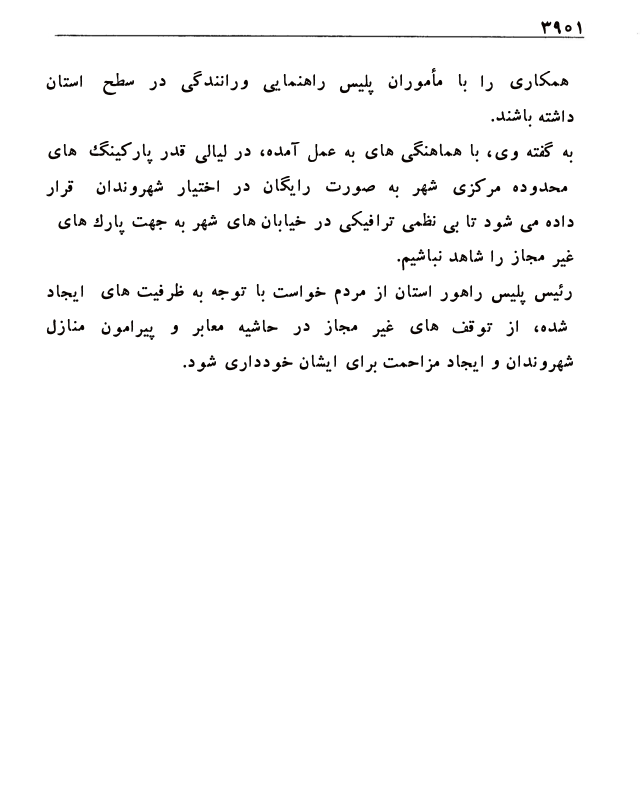 ۳۹۰۱
همکاری را با مأموران پلیس راهنمایی ورانندگی در سطح استان
داشته باشند.
به گفته وی، با هماهنگی های به عمل آمده، در لیالی قدر پارکینگ های
محدوده مرکزی شهر به صورت رایگان در اختیار شهروندان قرار
داده می شود تا بی نظمی ترافیکی در خیابان های شهر به جهت پارك های
غیر مجاز را شاهد نباشیم.
رئیس پلیس راهور استان از مردم خواست با توجه به ظرفیت های ایجاد
شده، از توقف های غیر مجاز در حاشیه معابر و پیرامون منازل
شهروندان و ایجاد مزاحمت برای ایشان خودداری شود.